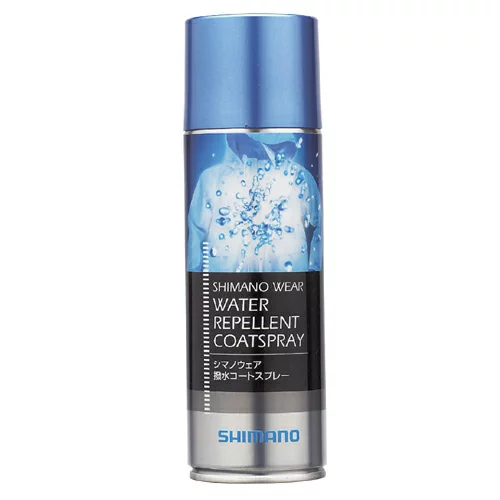 SHIMANO WEAR
WATER
REPELLENT
COATSPRAY
シマノウェア
撥水コートスプレー
SHIMANO